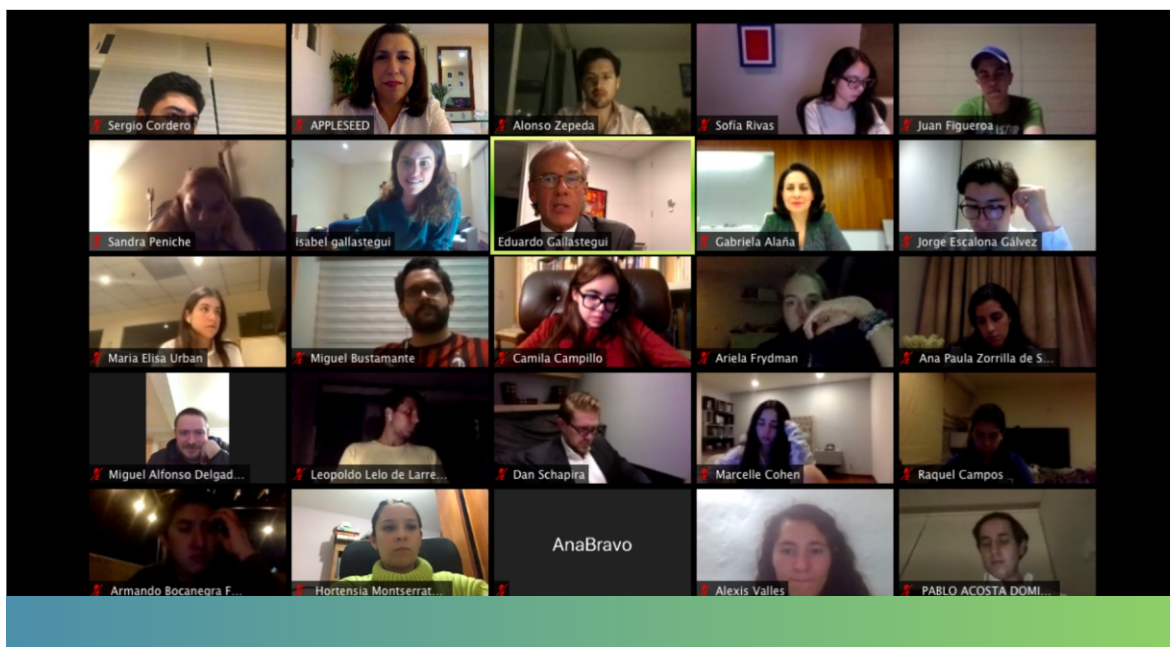 Sergio Cordero
APPLESEED
Alonso Zepeda
Sofía Rivas
Juan Figueroa
Sandra Peniche
isabel gallastegui
Eduardo Gallastegui
Gabriela Alaña
Jorge Escalona Gálvez
Maria Elisa Urban
Miguel Bustamante
Camila Campillo
Ariela Frydman
Ana Paula Zorrilla de S...
Miguel Alfonso Delgad...
Leopoldo Lelo de Larre...
Dan Schapira
Marcelle Cohen
Raquel Campos
Armando Bocanegra F...
Hortensia Montserrat...
AnaBravo
Alexis Valles
PABLO ACOSTA DOMI...